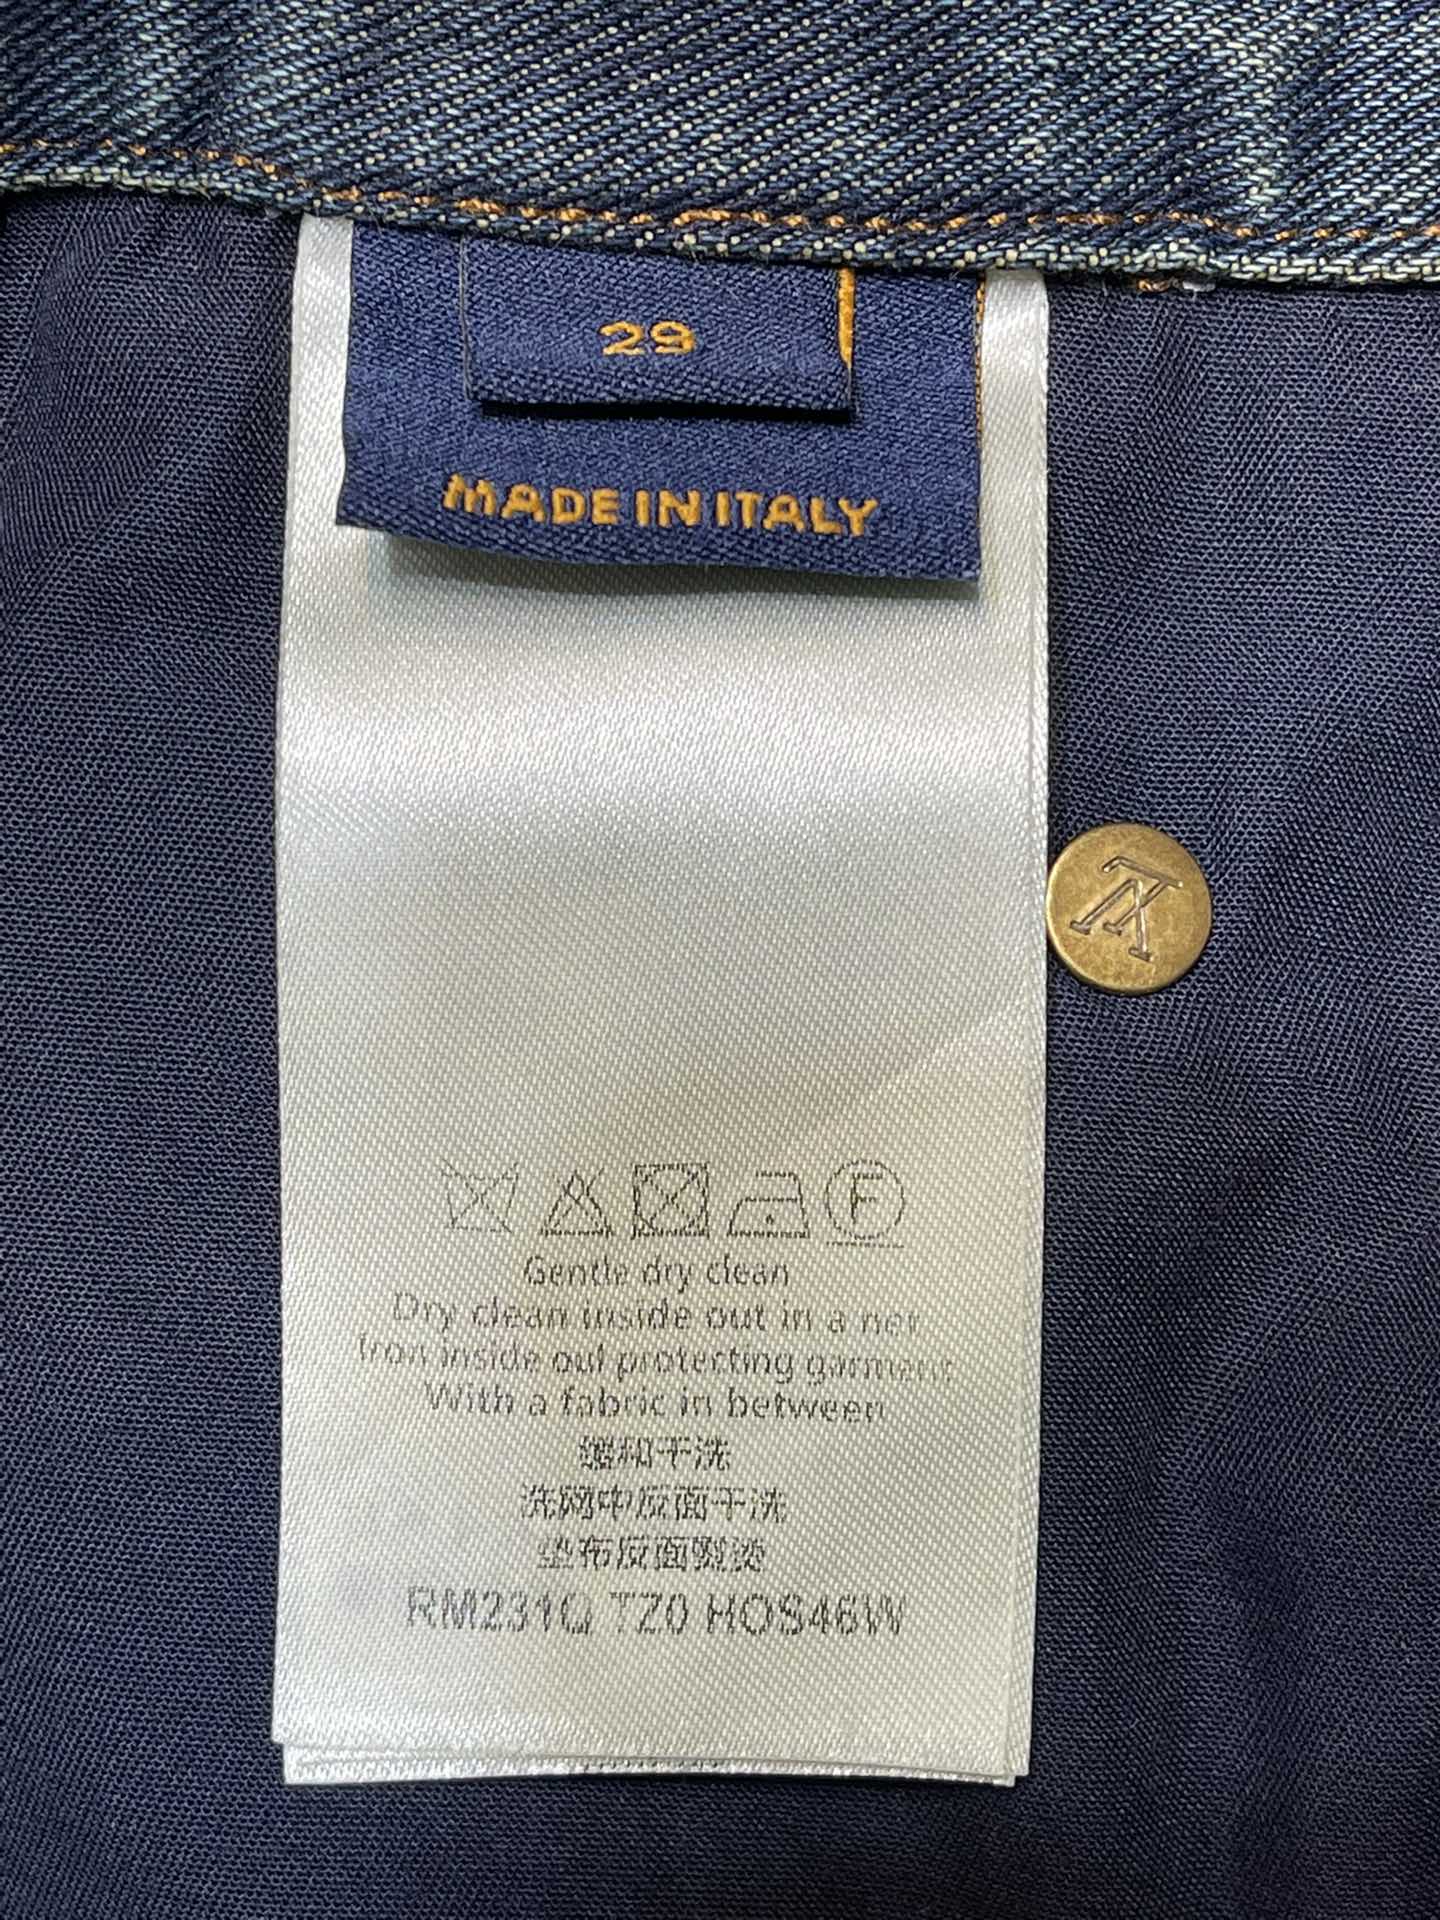 29
MADE IN ITALY
LV
F
Gentle dry clean
Dry clean inside out in a net
Iron inside out protecting garment
With a fabric in between
缓和干洗
洗网中反面干洗
垫布反面熨烫
RM231Q TZ0 HOS46W